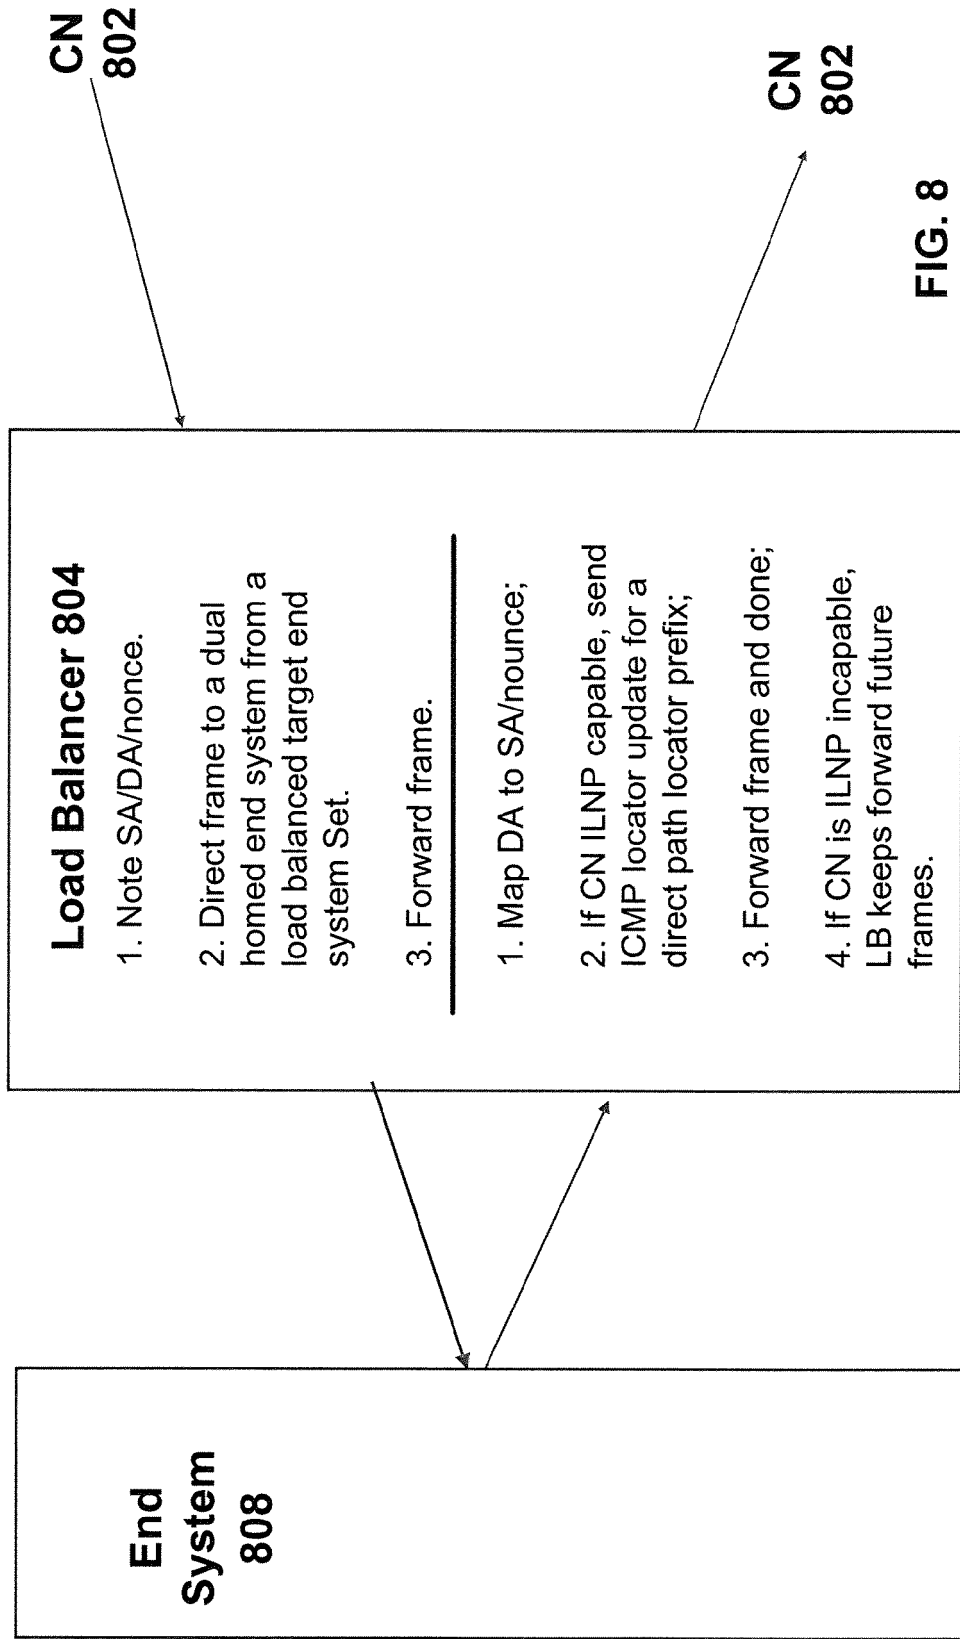 End
System
808
Load Balancer 804
1. Note SA/DA/nonce.
2. Direct frame to a dual
homed end system from a
load balanced target end
system Set.
3. Forward frame.
1. Map DA to SA/nounce;
2. If CN ILNP capable, send
ICMP locator update for a
direct path locator prefix;
3. Forward frame and done;
4. If CN is ILNP incapable,
LB keeps forward future
frames.
CN
802
CN
802
FIG. 8